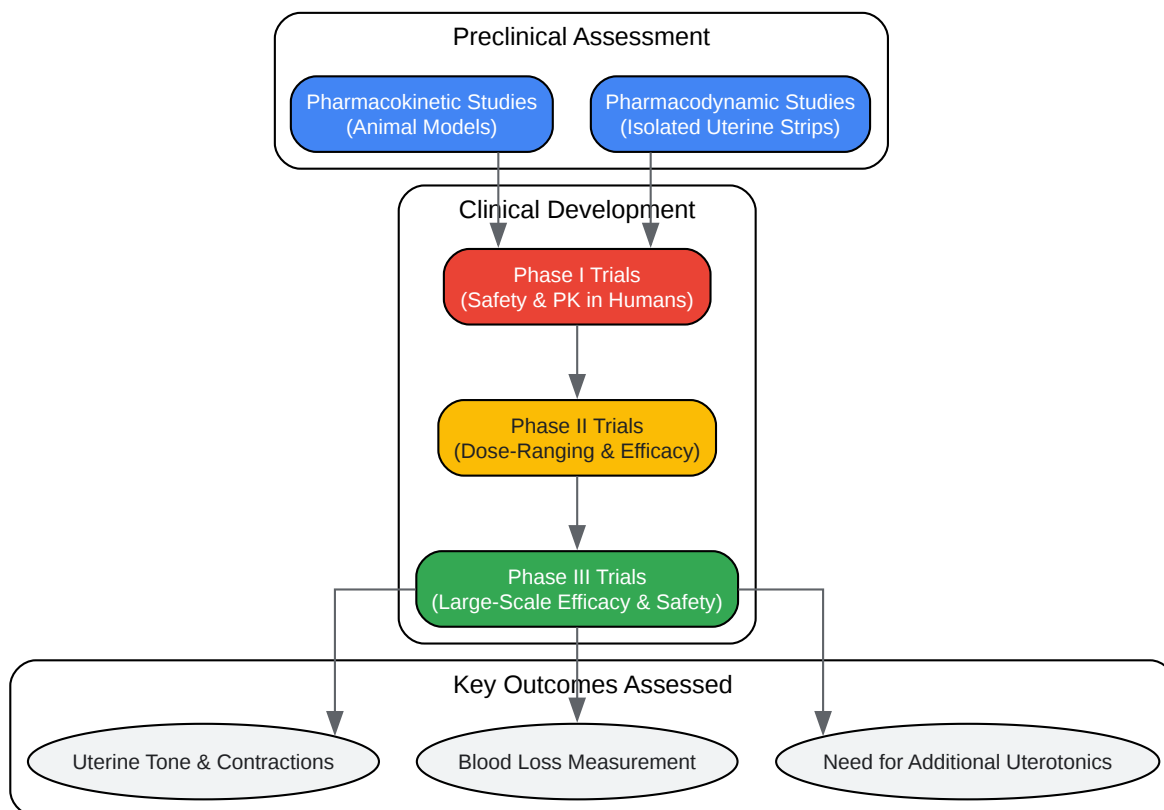 Preclinical Assessment
Pharmacokinetic Studies
(Animal Models)
Pharmacodynamic Studies
(Isolated Uterine Strips)
Clinical Development
Phase I Trials
(Safety & PK in Humans)
Phase II Trials
(Dose-Ranging & Efficacy)
Phase III Trials
(Large-Scale Efficacy & Safety)
Key Outcomes Assessed
Uterine Tone & Contractions
Blood Loss Measurement
Need for Additional Uterotonics